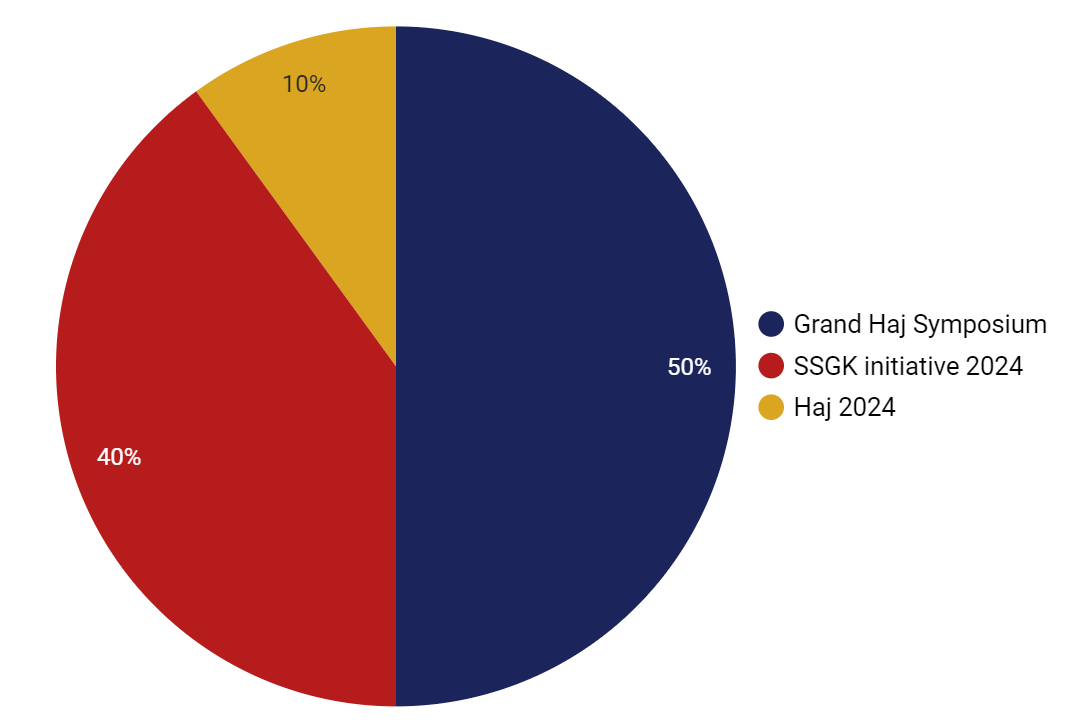 10%
50%
40%
Grand Haj Symposium
SSGK initiative 2024
Haj 2024